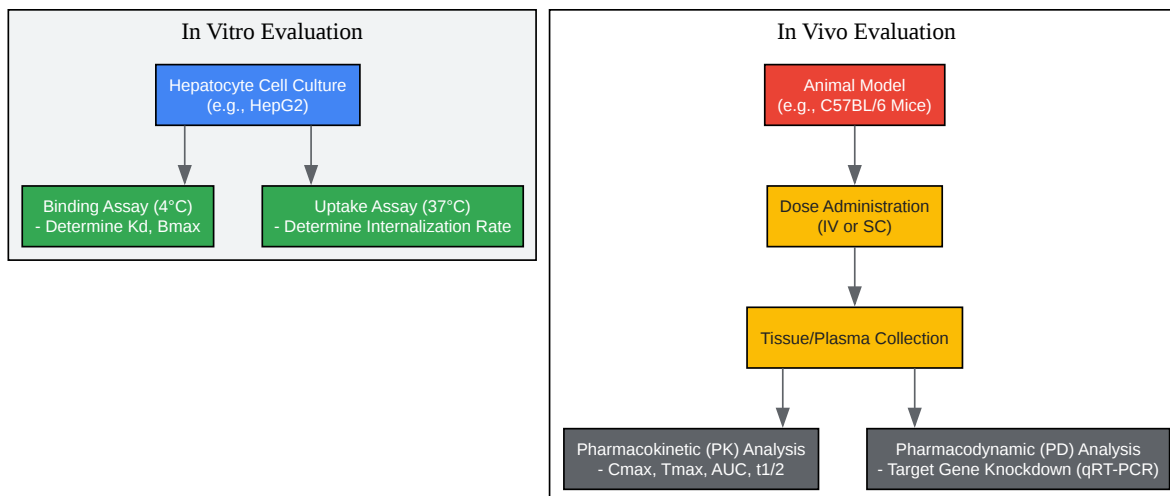 In Vitro Evaluation
Hepatocyte Cell Culture
(e.g., HepG2)
Binding Assay (4°C)
- Determine Kd, Bmax
Uptake Assay (37°C)
- Determine Internalization Rate
In Vivo Evaluation
Animal Model
(e.g., C57BL/6 Mice)
Dose Administration
(IV or SC)
Tissue/Plasma Collection
Pharmacokinetic (PK) Analysis
- Cmax, Tmax, AUC, t1/2
Pharmacodynamic (PD) Analysis
- Target Gene Knockdown (qRT-PCR)